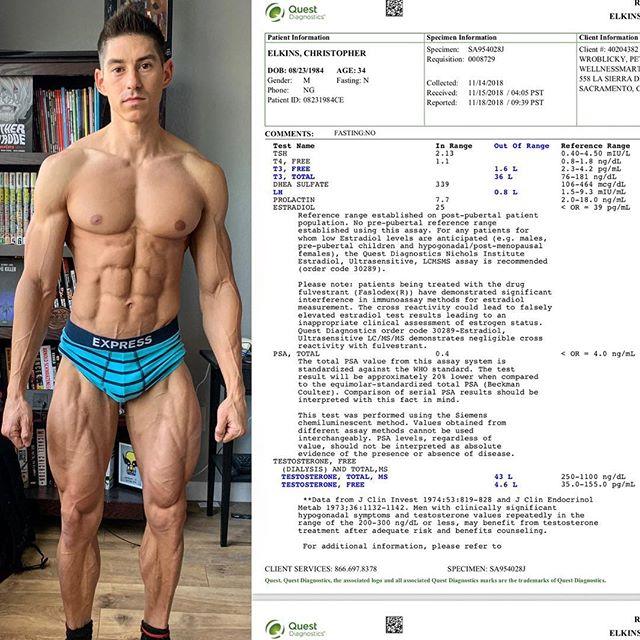 EXPRESS
Quest
Diagnostics®
Patient Information
Specimen Information
Client Information
ELKINS, CHRISTOPHER
Specimen: SA954028J
Client #: 40204382
Requisition: 0008729
WROBLICKY, PE
WELLNESSMART
DOB: 08/23/1984 AGE: 34
558 LA SIERRA D
Gender: M Fasting: N
Collected: 11/14/2018
SACRAMENTO, C
Phone: NG
Received: 11/15/2018 / 04:05 PST
Patient ID: 08231984CE
Reported: 11/18/2018 / 09:39 PST
COMMENTS: FASTING:NO
Test Name In Range Out Of Range Reference Range
TSH 2.13 0.40-4.50 mIU/L
T4, FREE 1.1 0.8-1.8 ng/dL
T3, FREE 1.6 L 2.3-4.2 pg/mL
T3, TOTAL 36 L 76-181 ng/dL
DHEA SULFATE 339 106-464 mcg/dL
LH 0.8 L 1.5-9.3 mIU/mL
PROLACTIN 7.7 2.0-18.0 ng/mL
ESTRADIOL 25 < OR = 39 pg/mL
Reference range established on post-pubertal patient
population. No pre-pubertal reference range
established using this assay. For any patients for
whom low Estradiol levels are anticipated (e.g. males,
pre-pubertal children and hypogonadal/post-menopausal
females), the Quest Diagnostics Nichols Institute
Estradiol, Ultrasensitive, LCMSMS assay is recommended
(order code 30289).
Please note: patients being treated with the drug
fulvestrant (Faslodex(R)) have demonstrated significant
interference in immunoassay methods for estradiol
measurement. The cross reactivity could lead to falsely
elevated estradiol test results leading to an
inappropriate clinical assessment of estrogen status.
Quest Diagnostics order code 30289-Estradiol,
Ultrasensitive LC/MS/MS demonstrates negligible cross
reactivity with fulvestrant.
PSA, TOTAL 0.4 < OR = 4.0 ng/mL
The total PSA value from this assay system is
standardized against the WHO standard. The test
result will be approximately 20% lower when compared
to the equimolar-standardized total PSA (Beckman
Coulter). Comparison of serial PSA results should be
interpreted with this fact in mind.
This test was performed using the Siemens
chemiluminescent method. Values obtained from
different assay methods cannot be used
interchangeably. PSA levels, regardless of
value, should not be interpreted as absolute
evidence of the presence or absence of disease.
TESTOSTERONE, FREE
(DIALYSIS) AND TOTAL,MS
TESTOSTERONE, TOTAL, MS 43 L 250-1100 ng/dL
TESTOSTERONE, FREE 4.6 L 35.0-155.0 pg/mL
**Data from J Clin Invest 1974:53:819-828 and J Clin Endocrinol
Metab 1973;36:1132-1142. Men with clinically significant
hypogonadal symptoms and testosterone values repeatedly in the
range of the 200-300 ng/dL or less, may benefit from testosterone
treatment after adequate risk and benefits counseling.
For additional information, please refer to
CLIENT SERVICES: 866.697.8378 SPECIMEN: SA954028J
Quest, Quest Diagnostics, the associated logo and all associated Quest Diagnostics marks are the trademarks of Quest Diagnostics.
Quest
Diagnostics®
R
ELKINS